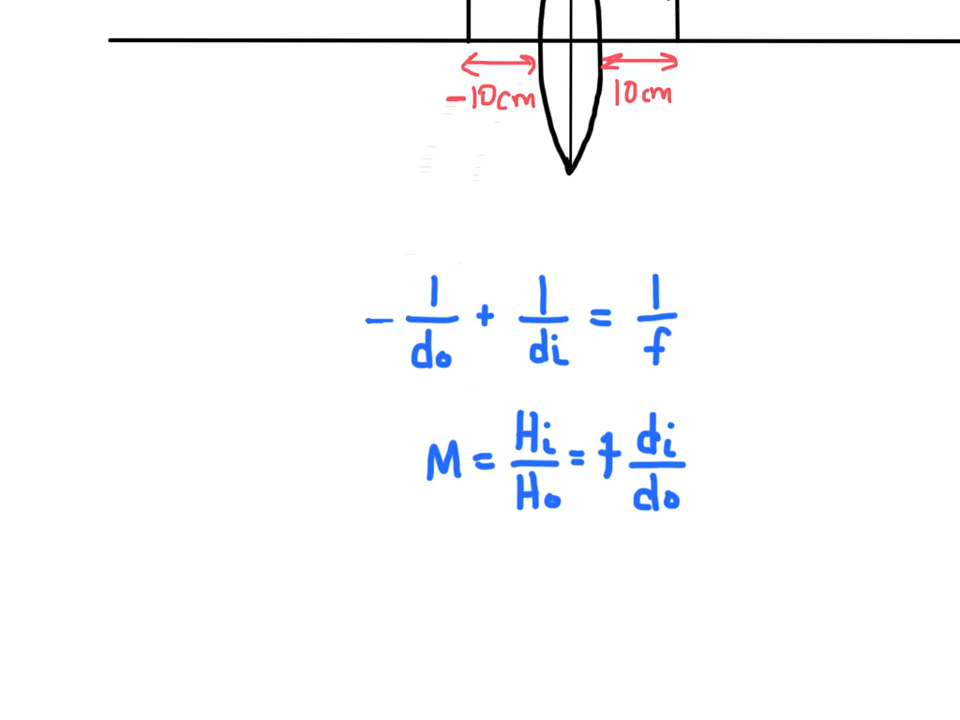 -10cm 10cm
- 1/do + 1/di = 1/f
M = Hi/Ho = + di/do